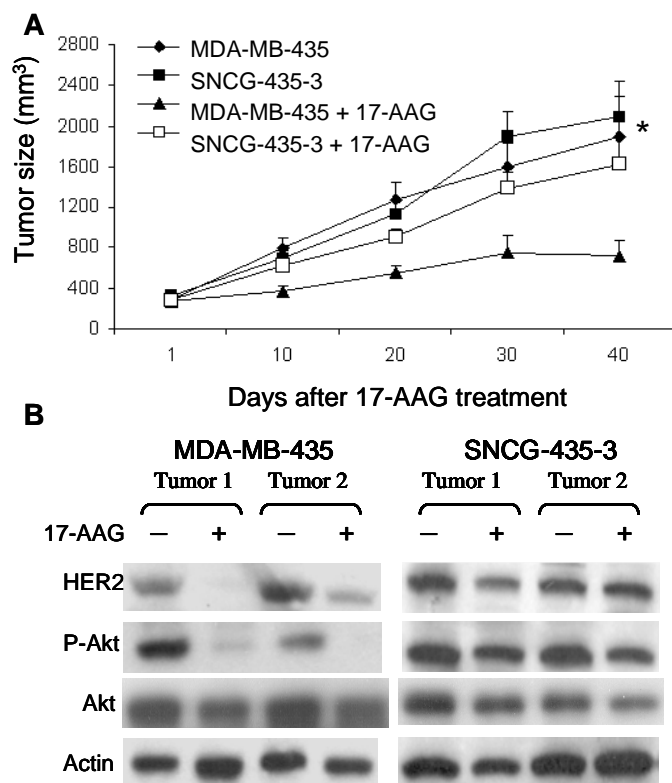 A
Tumor size (mm³)
2800
2400
2000
1600
1200
800
400
0
MDA-MB-435
SNCG-435-3
MDA-MB-435 + 17-AAG
SNCG-435-3 + 17-AAG
*
1 10 20 30 40
Days after 17-AAG treatment
B
MDA-MB-435 SNCG-435-3
Tumor 1 Tumor 2 Tumor 1 Tumor 2
17-AAG – + – + – + – +
HER2
P-Akt
Akt
Actin